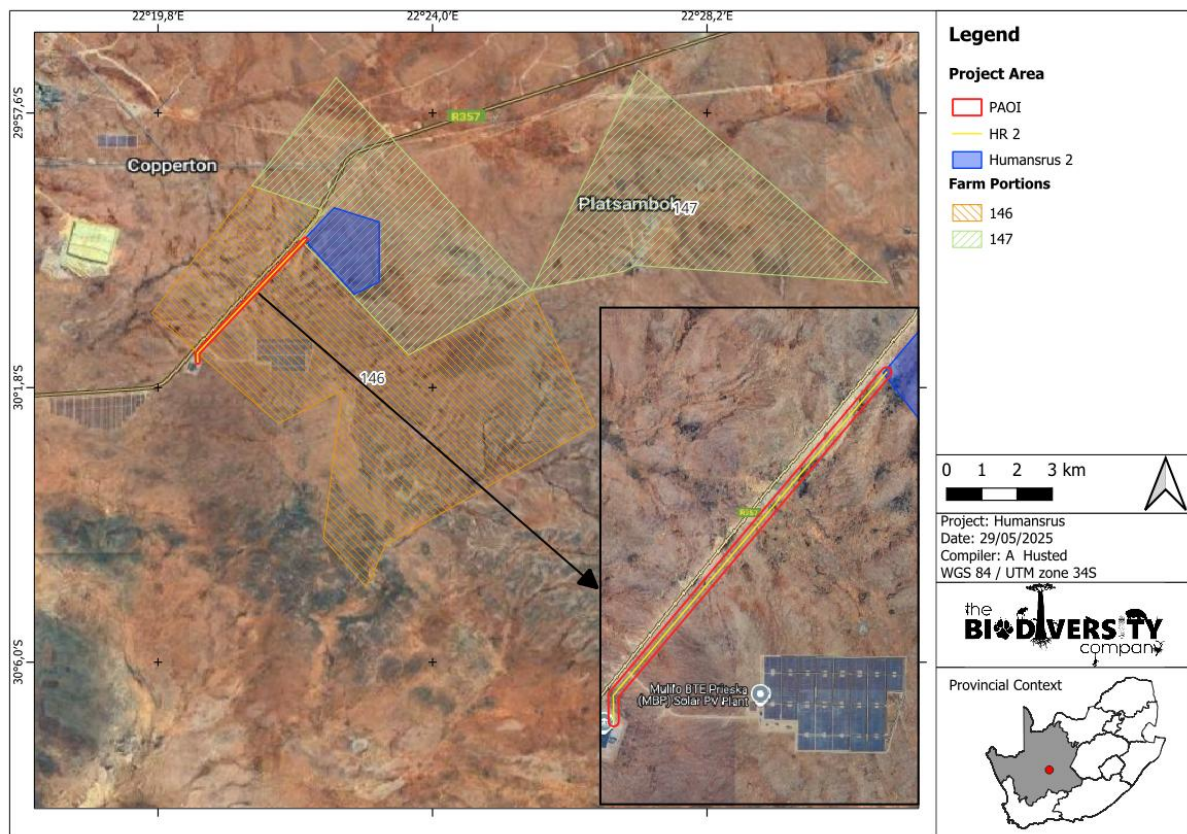 22°19,8'E
22°24,0'E
22°28,2'E
29°57,6'S
30°1,8'S
30°6,0'S
R357
Copperton
Platsambok
147
146
R357
Mulilo BTE Prieska
(MBP) Solar PV Plant
Legend
Project Area
PAOI
HR 2
Humansrus 2
Farm Portions
146
147
0 1 2 3 km
Project: Humansrus
Date: 29/05/2025
Compiler: A Husted
WGS 84 / UTM zone 34S
the
BIODIVERSITY
company
Provincial Context